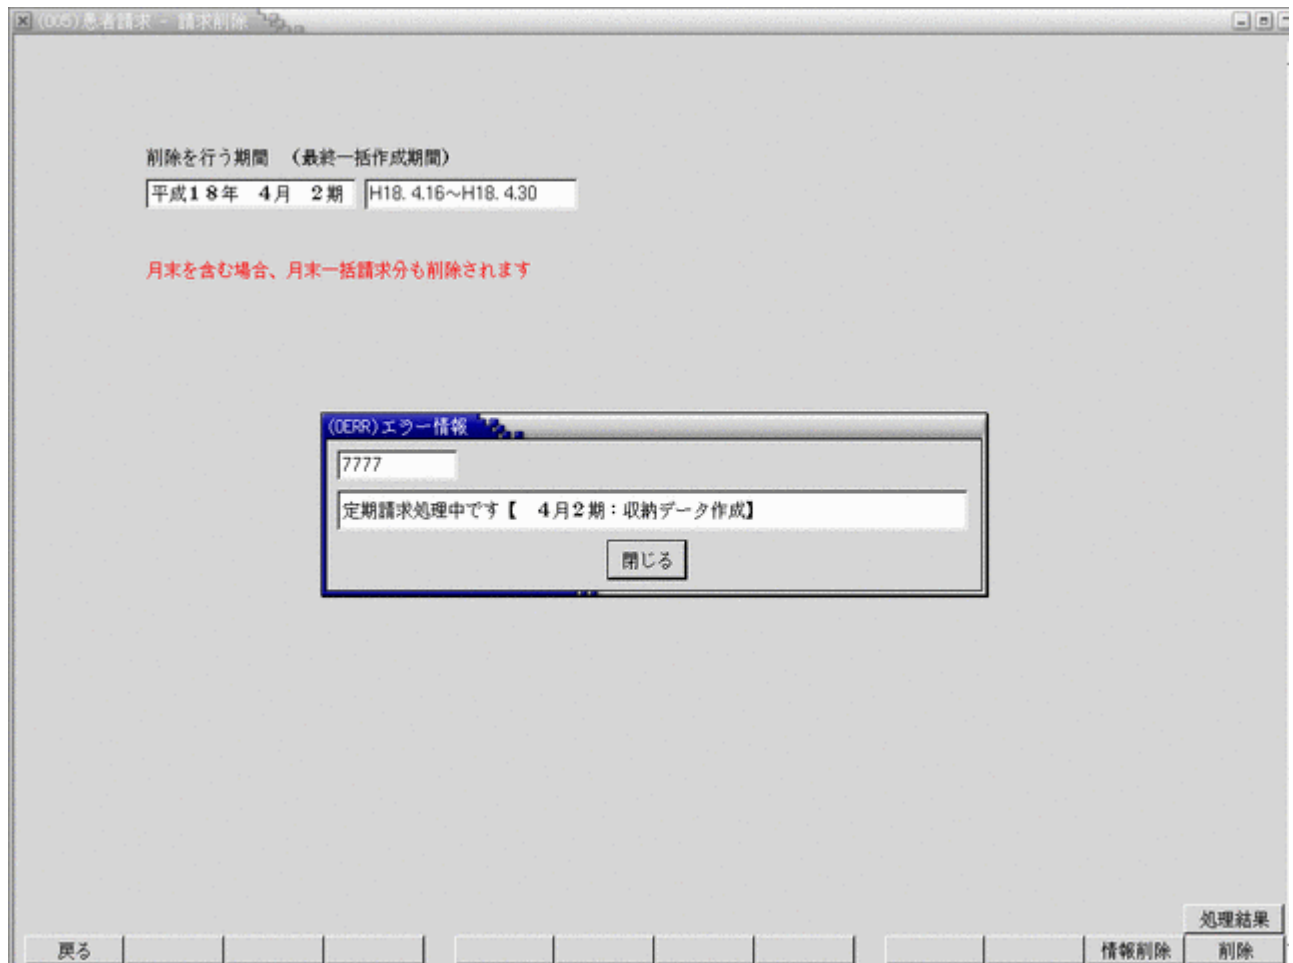 (005)患者請求 - 請求削除
削除を行う期間 (最終一括作成期間)
平成18年 4月 2期 H18. 4.16～H18. 4.30
月末を含む場合、月末一括請求分も削除されます
(OERR)エラー情報
7777
定期請求処理中です【 4月2期：収納データ作成】
閉じる
処理結果
戻る 情報削除 削除